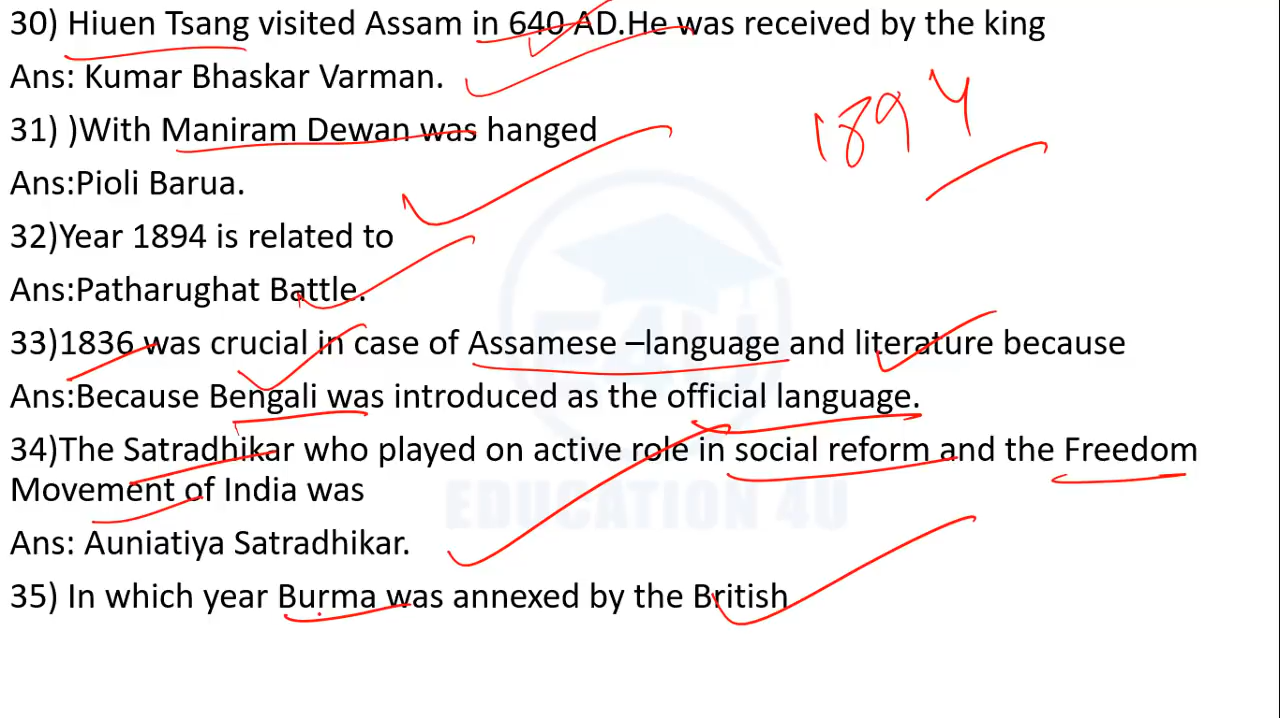 30) Hiuen Tsang visited Assam in 640 AD.He was received by the king
Ans: Kumar Bhaskar Varman.
1894
31) )With Maniram Dewan was hanged
Ans:Pioli Barua.
32)Year 1894 is related to
Ans:Patharughat Battle.
33)1836 was crucial in case of Assamese –language and literature because
Ans:Because Bengali was introduced as the official language.
34)The Satradhikar who played on active role in social reform and the Freedom
Movement of India was
Ans: Auniatiya Satradhikar.
35) In which year Burma was annexed by the British
E4U
EDUCATION 4U